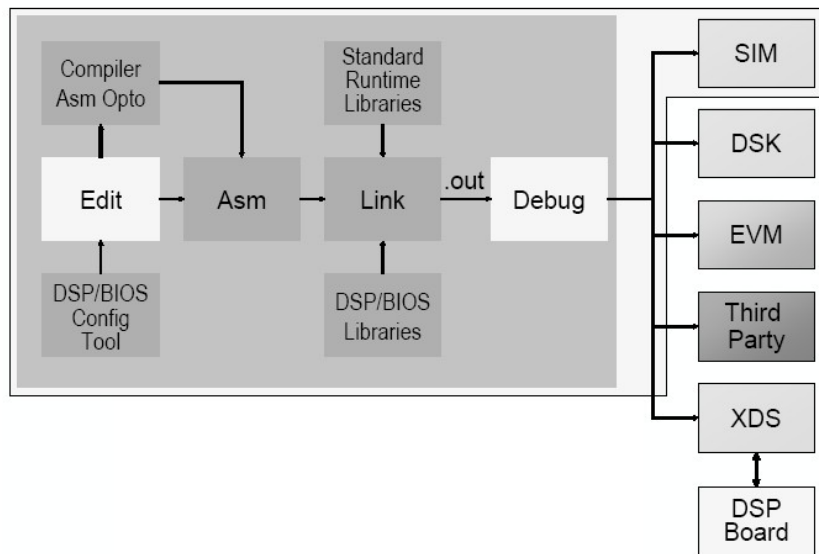 Compiler
Asm Opto
Standard
Runtime
Libraries
SIM
DSK
Edit
Asm
Link
.out
Debug
EVM
DSP/BIOS
Config
Tool
DSP/BIOS
Libraries
Third
Party
XDS
DSP
Board